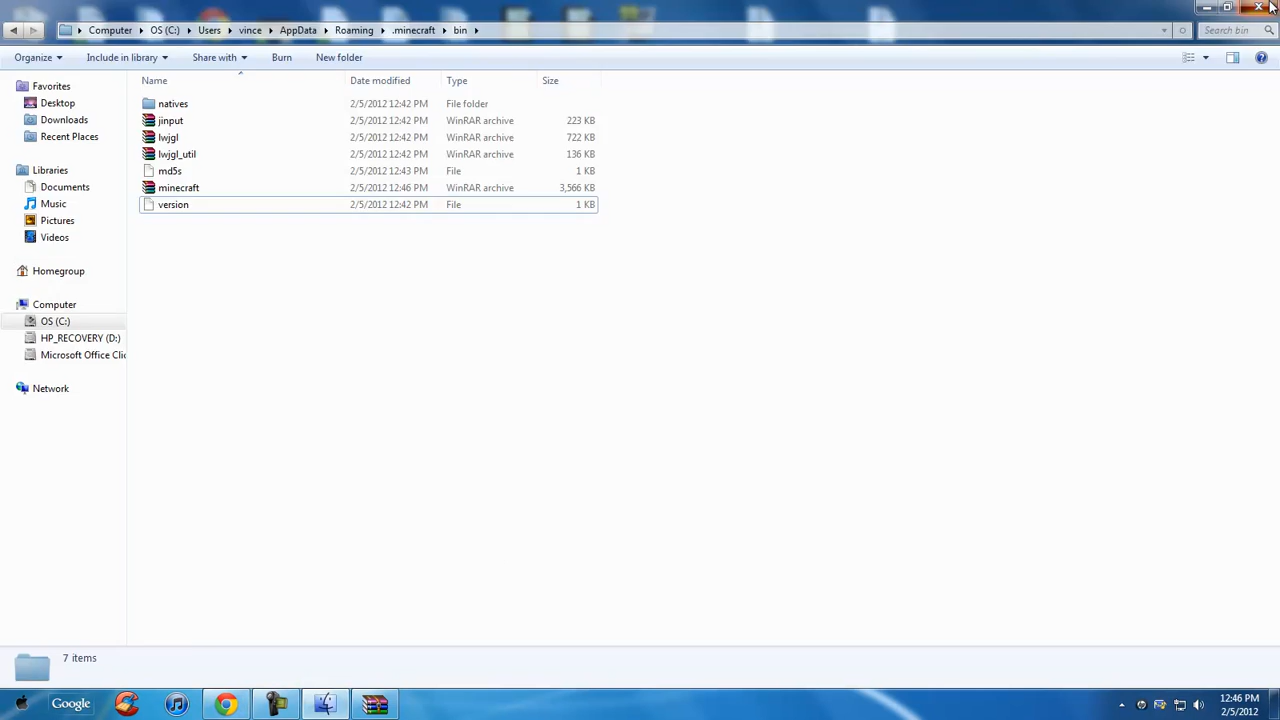 Computer OS (C:) Users vince AppData Roaming .minecraft bin Search bin
Organize Include in library Share with Burn New folder
Name Date modified Type Size
Favorites
Desktop
Downloads
Recent Places
Libraries
Documents
Music
Pictures
Videos
Homegroup
Computer
OS (C:)
HP_RECOVERY (D:)
Microsoft Office Clic
Network
natives 2/5/2012 12:42 PM File folder
jinput 2/5/2012 12:42 PM WinRAR archive 223 KB
lwjgl 2/5/2012 12:42 PM WinRAR archive 722 KB
lwjgl_util 2/5/2012 12:42 PM WinRAR archive 136 KB
md5s 2/5/2012 12:43 PM File 1 KB
minecraft 2/5/2012 12:46 PM WinRAR archive 3,566 KB
version 2/5/2012 12:42 PM File 1 KB
7 items
Google
12:46 PM
2/5/2012